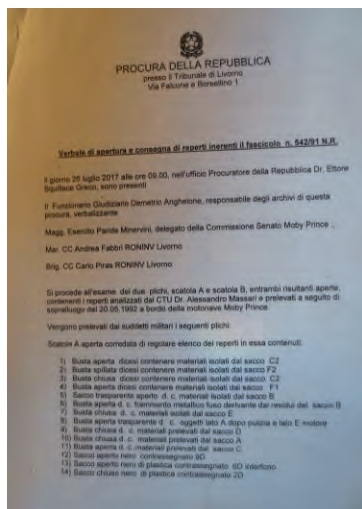 PROCURA DELLA REPUBBLICA
presso il Tribunale di Livorno
Via Falcone e Borsellino 1
Verbale di apertura e consegna di reperti inerenti il fascicolo n. 542/91 N.R.
Il giorno 26 luglio 2017 alle ore 09.00, nell'ufficio Procuratore della Repubblica Dr. Ettore
Squillace Greco, sono presenti
Il Funzionario Giudiziario Demetrio Anghelone, responsabile degli archivi di questa
procura, verbalizzante
Magg. Esercito Paride Minervini, delegato della Commissione Senato Moby Prince
Mar. CC Andrea Fabbri RONINV Livorno
Brig. CC Carlo Piras RONINV Livorno
Si procede all'esame dei due plichi, scatola A e scatola B, entrambi risultanti aperte,
contenenti i reperti analizzati dal CTU Dr. Alessandro Massari e prelevati a seguito di
sopraluogo del 20.05.1992 a bordo della motonave Moby Prince.
Vengono prelevati dai suddetti militari i seguenti plichi:
Scatola A aperta corredata di regolare elenco dei reperti in essa contenuti:
1) Busta aperta dicesi contenere materiali isolati dal sacco C2
2) Busta spillata dicesi contenere materiali isolati dal sacco F2
3) Busta chiusa dicesi contenere materiali isolati dal sacco C2
4) Busta aperta dicesi contenere materiali isolati dal sacco F1
5) Sacco trasparente aperto d. c. materiali isolati dal sacco B
6) Busta aperta d. c. frammento metallico fuso derivante dai residui del sacco B
7) Busta chiusa d. c. materiali isolati dal sacco E
8) Busta aperta trasparente d. c. oggetti lato A dopo pulizia e lato E
9) Busta chiusa d. c. materiali prelevati dal sacco D
10) Busta chiusa d. c. materiali prelevati dal sacco A
11) Busta aperta d. c. materiali prelevati dal sacco C
12) Sacco aperto nero contrassegnato 9D
13) Sacco aperto nero di plastica contrassegnato 6D interfono
14) Sacco chiuso nero di plastica contrassegnato 2D